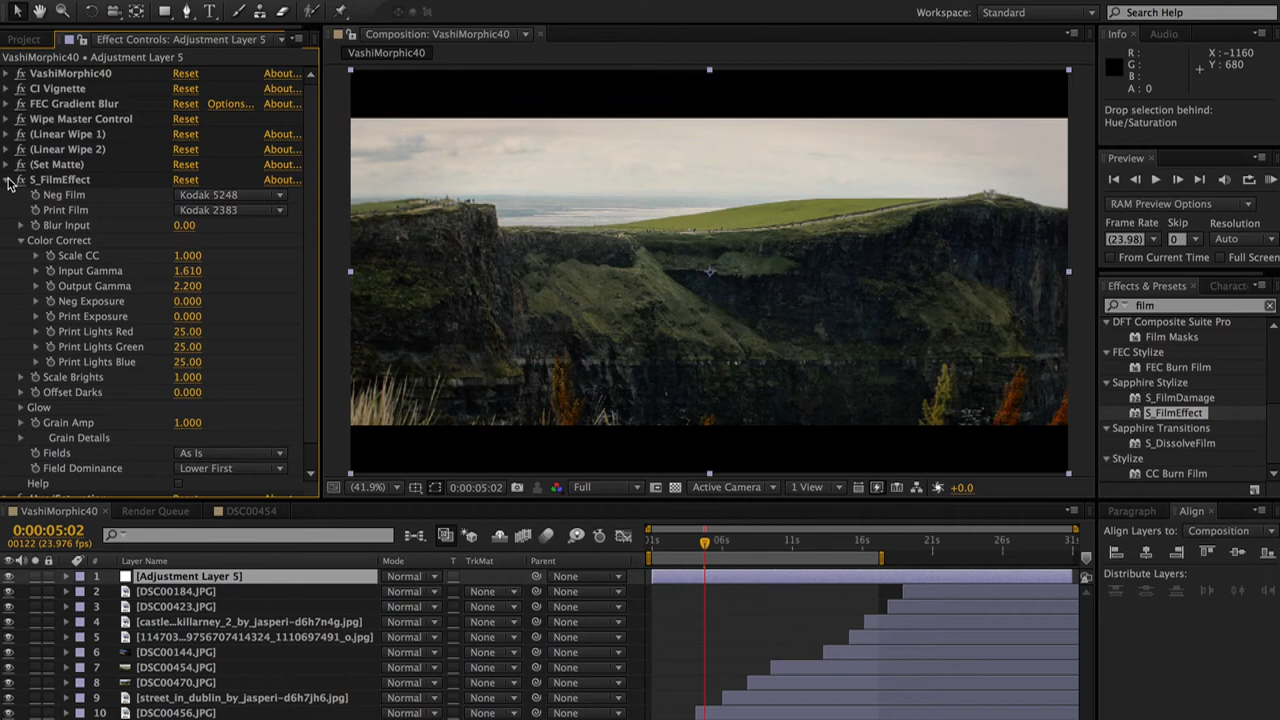 Workspace: Standard
Search Help
Project
Effect Controls: Adjustment Layer 5
VashiMorphic40 • Adjustment Layer 5
fx VashiMorphic40 Reset About...
fx CI Vignette Reset About...
fx FEC Gradient Blur Reset Options... About...
fx Wipe Master Control Reset
fx (Linear Wipe 1) Reset About...
fx (Linear Wipe 2) Reset About...
fx (Set Matte) Reset About...
S_FilmEffect Reset About...
Neg Film Kodak 5248
Print Film Kodak 2383
Blur Input 0.00
Color Correct
Scale CC 1.000
Input Gamma 1.610
Output Gamma 2.200
Neg Exposure 0.000
Print Exposure 0.000
Print Lights Red 25.00
Print Lights Green 25.00
Print Lights Blue 25.00
Scale Brights 1.000
Offset Darks 0.000
Glow
Grain Amp 1.000
Grain Details
Fields As Is
Field Dominance Lower First
Help
Composition: VashiMorphic40
VashiMorphic40
(41.9%) 0:00:05:02 Full Active Camera 1 View +0.0
Info Audio
R : X : -1160
G : Y : 680
B :
A : 0
Drop selection behind:
Hue/Saturation
Preview
RAM Preview Options
Frame Rate Skip Resolution
(23.98) 0 Auto
From Current Time Full Screen
Effects & Presets Charact
film
DFT Composite Suite Pro
Film Masks
FEC Stylize
FEC Burn Film
Sapphire Stylize
S_FilmDamage
S_FilmEffect
Sapphire Transitions
S_DissolveFilm
Stylize
CC Burn Film
VashiMorphic40 Render Queue DSC00454
0:00:05:02
00122 (23.976 fps)
# Layer Name Mode T TrkMat Parent
01s 06s 11s 16s 21s 26s 31s
1 [Adjustment Layer 5] Normal None
2 [DSC00184.JPG] Normal None None
3 [DSC00423.JPG] Normal None None
4 [castle...killarney_2_by_jasperi-d6h7n4g.jpg] Normal None None
5 [114703...9756707414324_1110697491_o.jpg] Normal None None
6 [DSC00144.JPG] Normal None None
7 [DSC00454.JPG] Normal None None
8 [DSC00470.JPG] Normal None None
9 [street_in_dublin_by_jasperi-d6h7jh6.jpg] Normal None None
10 [DSC00456.JPG] Normal None None
Paragraph Align
Align Layers to: Composition
Distribute Layers: